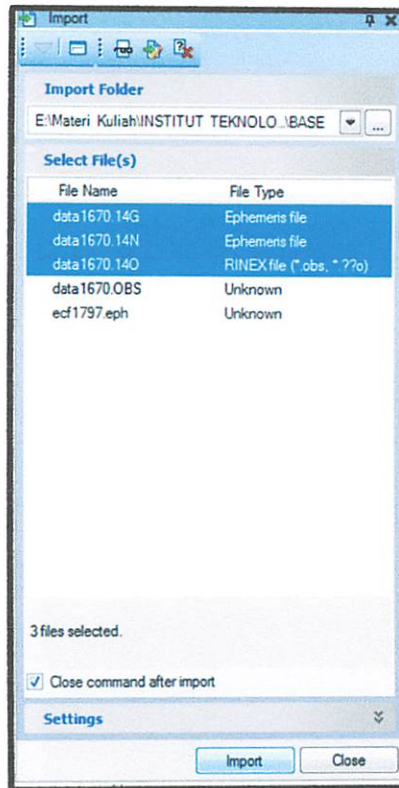 Import
Import Folder
E:\Materi Kuliah\INSTITUT TEKNOLO...\BASE
...
Select File(s)
File Name File Type
data1670.14G Ephemeris file
data1670.14N Ephemeris file
data1670.14O RINEX file (*.obs, *.??o)
data1670.OBS Unknown
ecf1797.eph Unknown
3 files selected.
Close command after import
Settings
Import Close